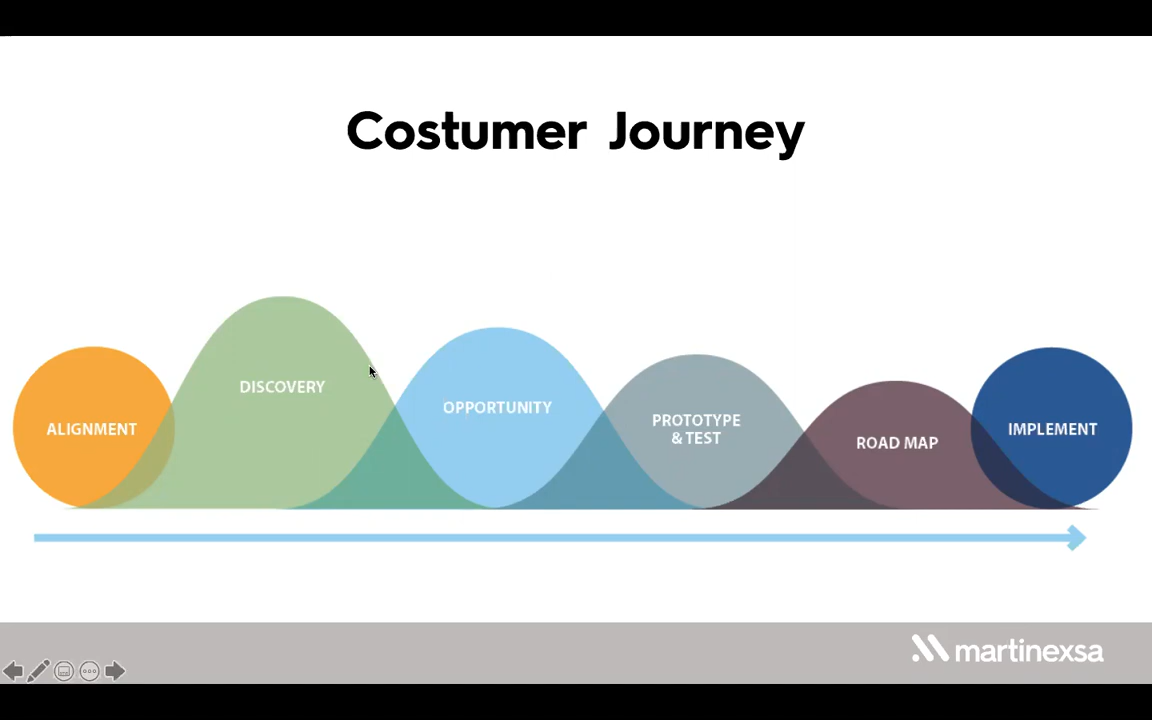 Costumer Journey
ALIGNMENT
DISCOVERY
OPPORTUNITY
PROTOTYPE
& TEST
ROAD MAP
IMPLEMENT
martinexsa